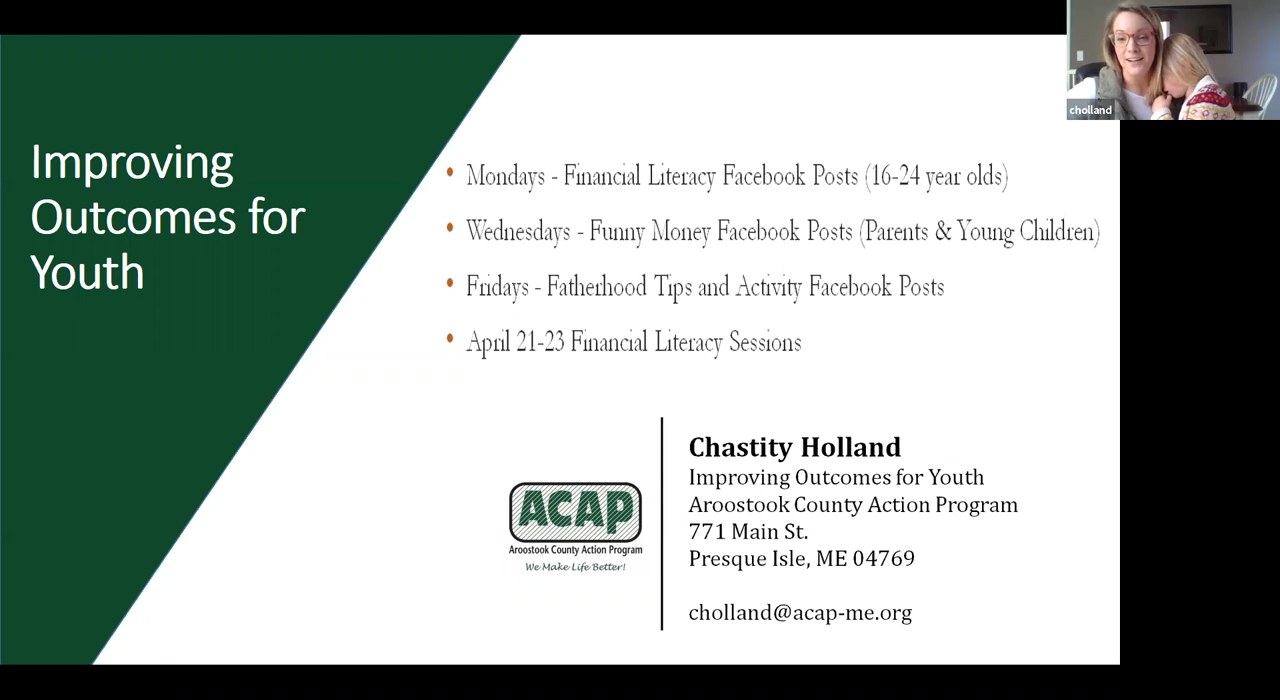 cholland
Improving
Outcomes for
Youth
• Mondays - Financial Literacy Facebook Posts (16-24 year olds)
• Wednesdays - Funny Money Facebook Posts (Parents & Young Children)
• Fridays - Fatherhood Tips and Activity Facebook Posts
• April 21-23 Financial Literacy Sessions
ACAP
Aroostook County Action Program
We Make Life Better!
Chastity Holland
Improving Outcomes for Youth
Aroostook County Action Program
771 Main St.
Presque Isle, ME 04769
cholland@acap-me.org